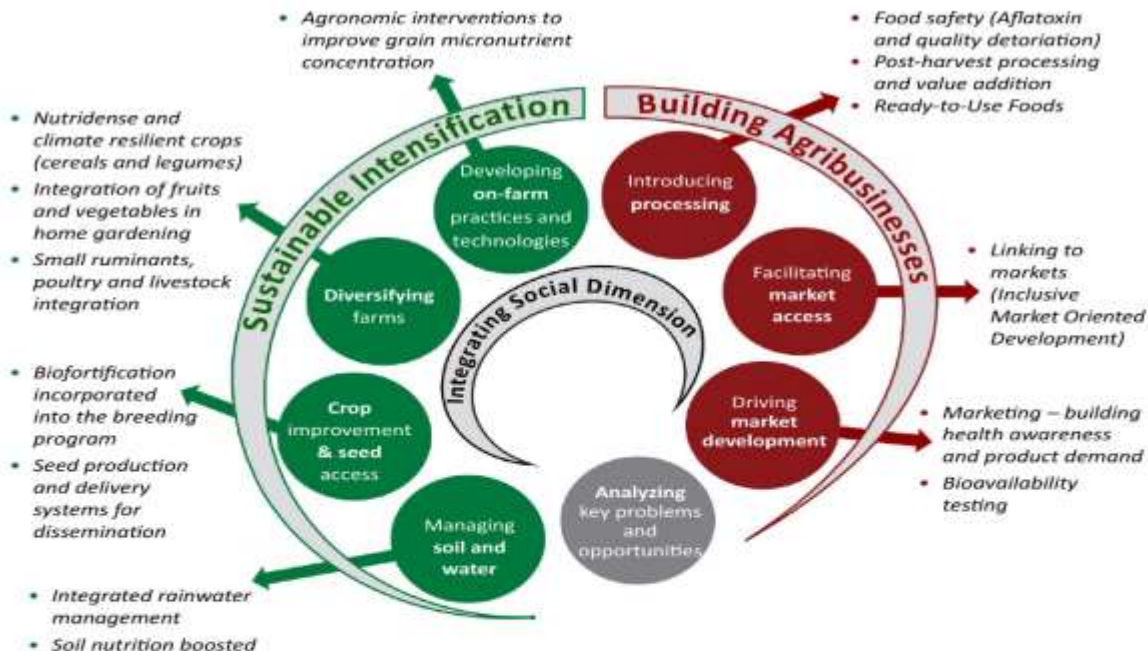 • Agronomic interventions to
improve grain micronutrient
concentration
• Food safety (Aflatoxin
and quality detoriation)
• Post-harvest processing
and value addition
• Ready-to-Use Foods
Sustainable Intensification
Building Agribusinesses
• Nutridense and
climate resilient crops
(cereals and legumes)
• Integration of fruits
and vegetables in
home gardening
• Small ruminants,
poultry and livestock
integration
Developing
on-farm
practices and
technologies
Introducing
processing
Diversifying
farms
Integrating Social Dimension
Facilitating
market
access
• Linking to
markets
(Inclusive
Market Oriented
Development)
• Biofortification
incorporated
into the breeding
program
• Seed production
and delivery
systems for
dissemination
Crop
improvement
& seed
access
Driving
market
development
• Marketing – building
health awareness
and product demand
• Bioavailability
testing
Managing
soil and
water
Analyzing
key problems
and
opportunities
• Integrated rainwater
management
• Soil nutrition boosted